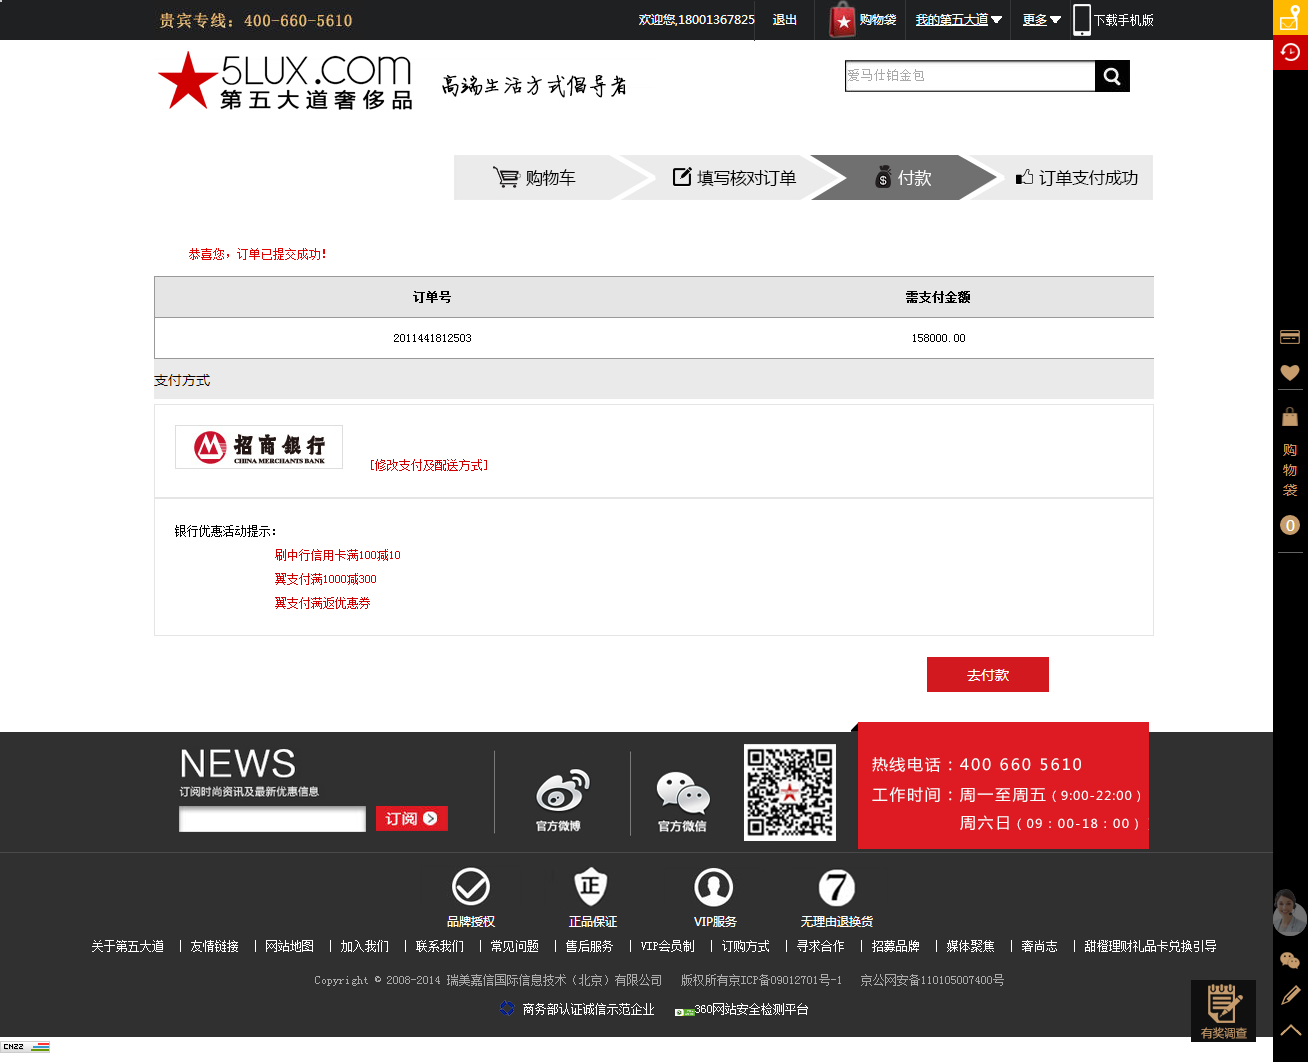 贵宾专线：400-660-5610
欢迎您,18001367825 退出 购物袋 我的第五大道 更多 下载手机版
5LUX.COM
第五大道奢侈品
高端生活方式倡导者
爱马仕铂金包
购物车 填写核对订单 付款 订单支付成功
恭喜您，订单已提交成功!
订单号 需支付金额
2011441812503 158000.00
支付方式
招商银行
CHINA MERCHANTS BANK
[修改支付及配送方式]
银行优惠活动提示:
刷中行信用卡满100减10
翼支付满1000减300
翼支付满返优惠券
去付款
购物袋
0
NEWS
订阅时尚资讯及最新优惠信息
订阅
官方微博 官方微信
热线电话：400 660 5610
工作时间：周一至周五（9:00-22:00）
周六日（09：00-18：00）
正 7
品牌授权 正品保证 VIP服务 无理由退换货
关于第五大道 | 友情链接 | 网站地图 | 加入我们 | 联系我们 | 常见问题 | 售后服务 | VIP会员制 | 订购方式 | 寻求合作 | 招募品牌 | 媒体聚焦 | 奢尚志 | 甜橙理财礼品卡兑换引导
Copyright © 2008-2014 瑞美嘉信国际信息技术（北京）有限公司 版权所有京ICP备09012701号-1 京公网安备110105007400号
商务部认证诚信示范企业 360网站安全检测平台
有奖调查
CNZZ